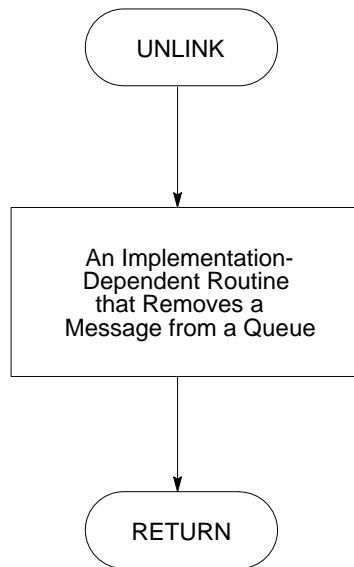 UNLINK
An Implementation-
Dependent Routine
that Removes a
Message from a Queue
RETURN